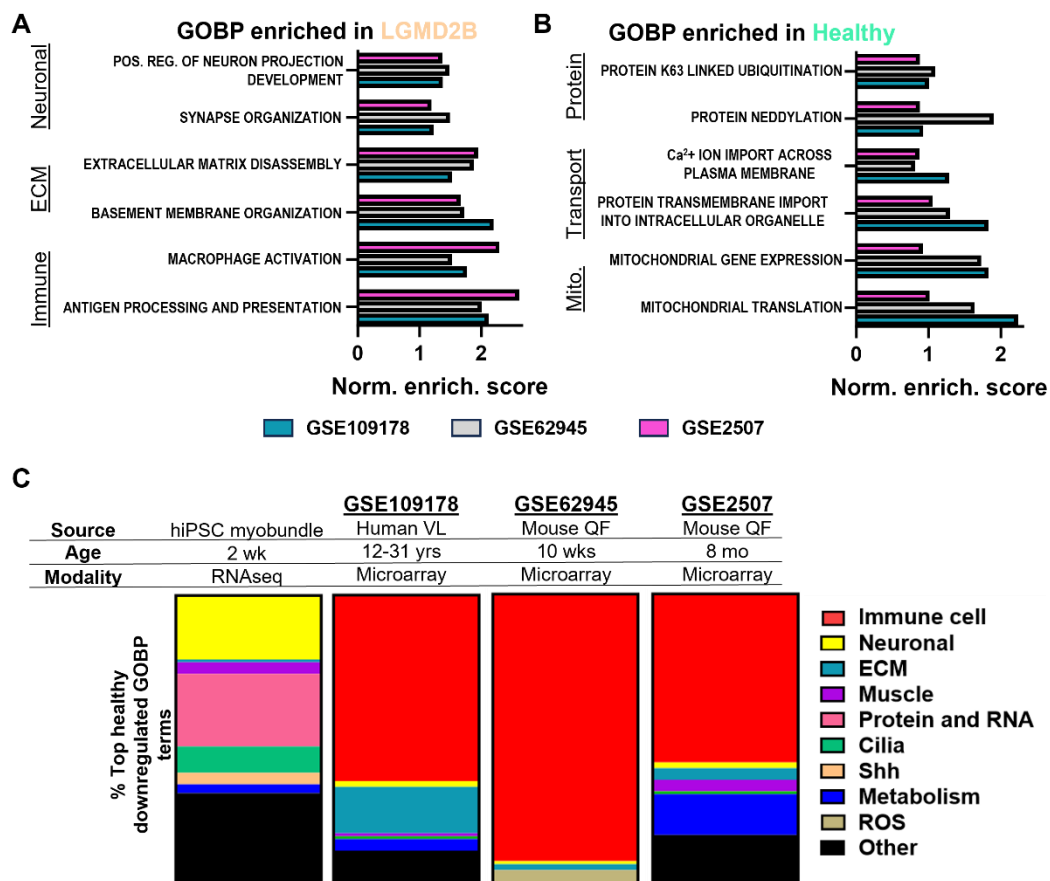 A
GOBP enriched in LGMD2B
Neuronal
POS. REG. OF NEURON PROJECTION
DEVELOPMENT
SYNAPSE ORGANIZATION
ECM
EXTRACELLULAR MATRIX DISASSEMBLY
BASEMENT MEMBRANE ORGANIZATION
Immune
MACROPHAGE ACTIVATION
ANTIGEN PROCESSING AND PRESENTATION
0 1 2
Norm. enrich. score
B
GOBP enriched in Healthy
Protein
PROTEIN K63 LINKED UBIQUITINATION
PROTEIN NEDDYLATION
Transport
Ca²⁺ ION IMPORT ACROSS
PLASMA MEMBRANE
PROTEIN TRANSMEMBRANE IMPORT
INTO INTRACELLULAR ORGANELLE
Mito.
MITOCHONDRIAL GENE EXPRESSION
MITOCHONDRIAL TRANSLATION
0 1 2
Norm. enrich. score
GSE109178 GSE62945 GSE2507
C
GSE109178 GSE62945 GSE2507
Source hiPSC myobundle Human VL Mouse QF Mouse QF
Age 2 wk 12-31 yrs 10 wks 8 mo
Modality RNAseq Microarray Microarray Microarray
% Top healthy
downregulated GOBP
terms
Immune cell
Neuronal
ECM
Muscle
Protein and RNA
Cilia
Shh
Metabolism
ROS
Other